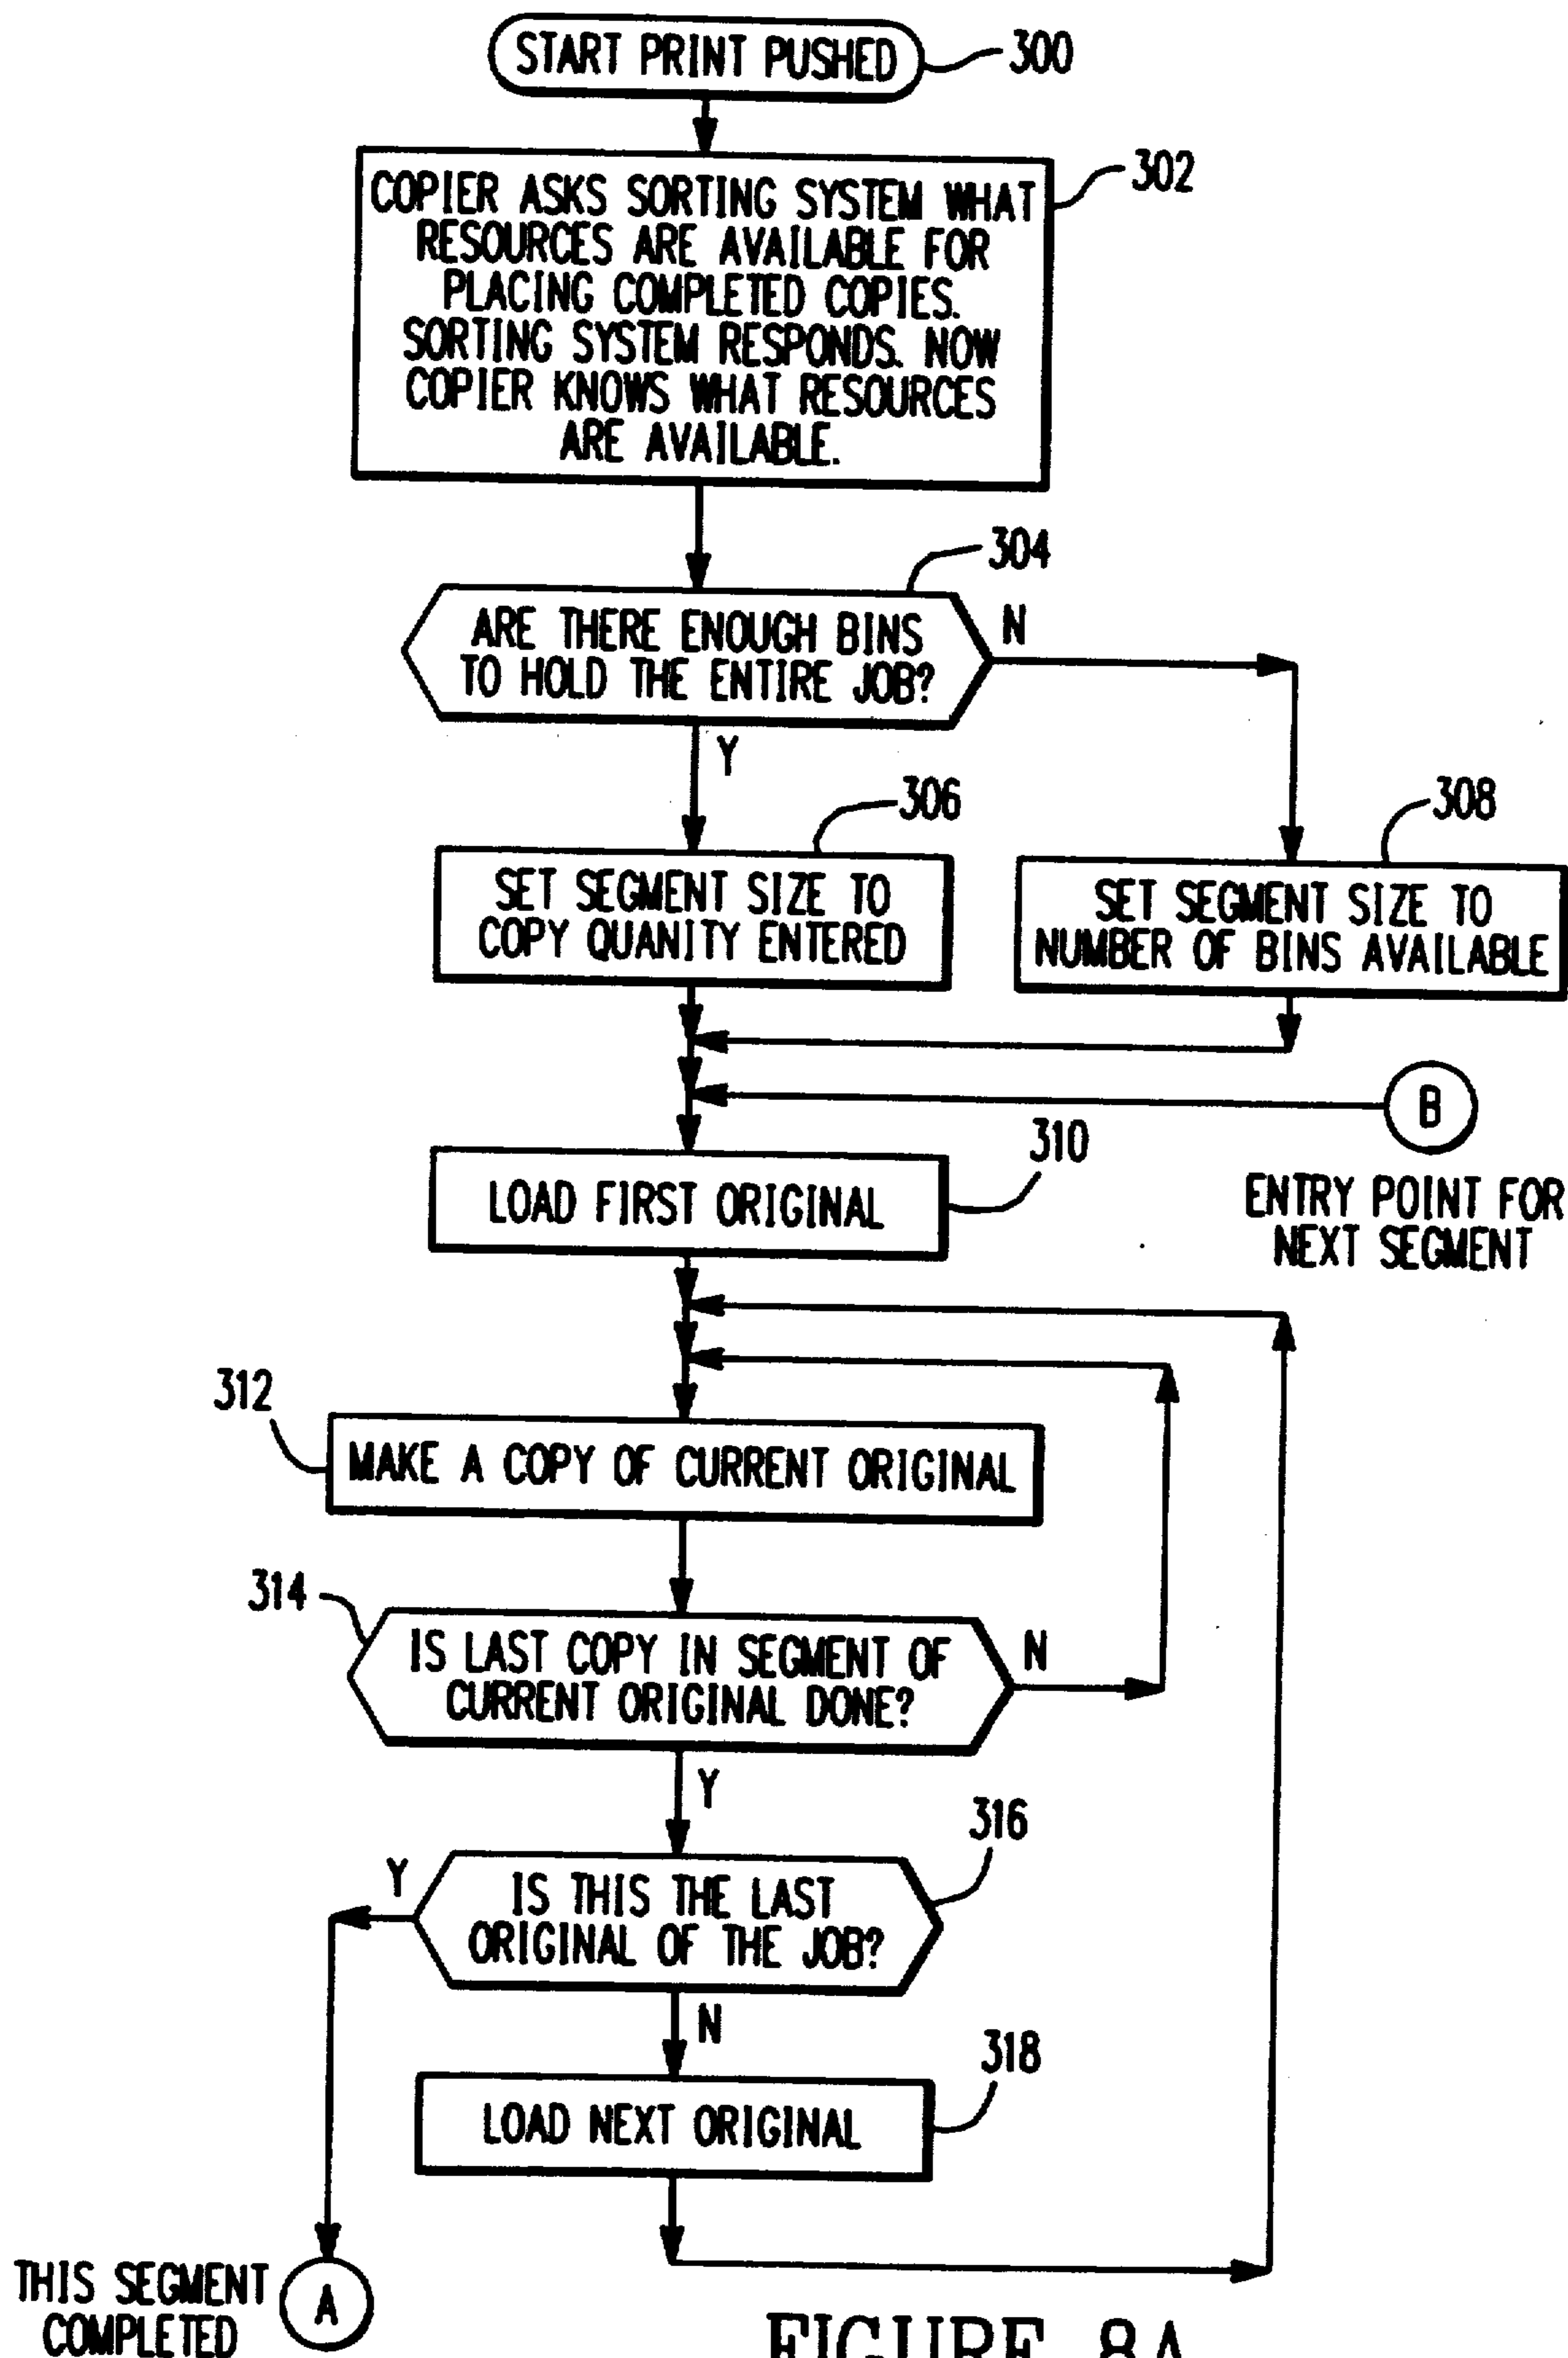 START PRINT PUSHED
300
302
COPIER ASKS SORTING SYSTEM WHAT
RESOURCES ARE AVAILABLE FOR
PLACING COMPLETED COPIES.
SORTING SYSTEM RESPONDS. NOW
COPIER KNOWS WHAT RESOURCES
ARE AVAILABLE.
304
ARE THERE ENOUGH BINS
TO HOLD THE ENTIRE JOB?
N
Y
306
308
SET SEGMENT SIZE TO
COPY QUANITY ENTERED
SET SEGMENT SIZE TO
NUMBER OF BINS AVAILABLE
B
ENTRY POINT FOR
NEXT SEGMENT
310
LOAD FIRST ORIGINAL
312
MAKE A COPY OF CURRENT ORIGINAL
314
IS LAST COPY IN SEGMENT OF
CURRENT ORIGINAL DONE?
N
Y
316
Y
IS THIS THE LAST
ORIGINAL OF THE JOB?
N
318
LOAD NEXT ORIGINAL
THIS SEGMENT
COMPLETED
A
FIGURE 8A